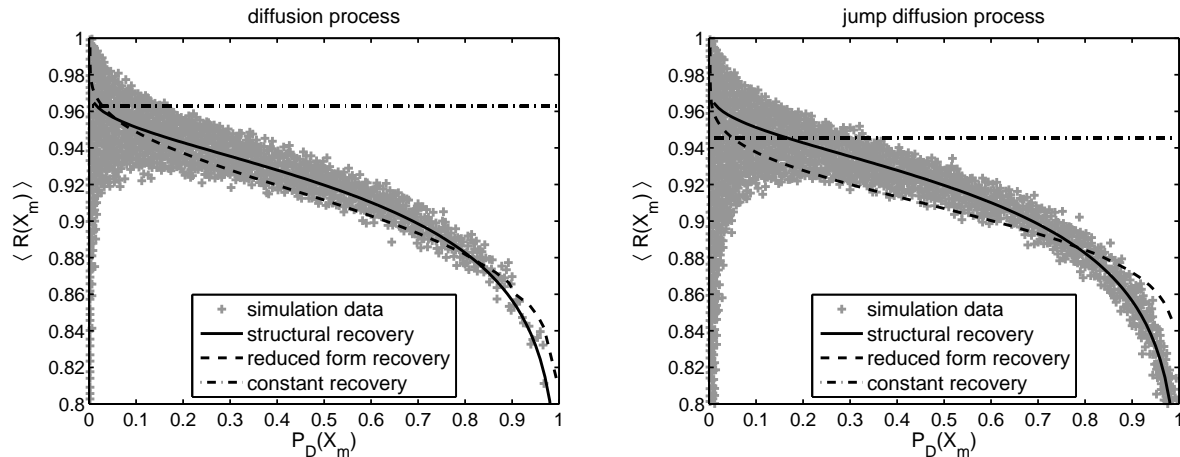 diffusion process
1
0.98
0.96
0.94
0.92
0.9
0.88
0.86
0.84
0.82
0.8
⟨ R(X_m) ⟩
simulation data
structural recovery
reduced form recovery
constant recovery
0 0.1 0.2 0.3 0.4 0.5 0.6 0.7 0.8 0.9 1
P_D(X_m)
jump diffusion process
1
0.98
0.96
0.94
0.92
0.9
0.88
0.86
0.84
0.82
0.8
⟨ R(X_m) ⟩
simulation data
structural recovery
reduced form recovery
constant recovery
0 0.1 0.2 0.3 0.4 0.5 0.6 0.7 0.8 0.9 1
P_D(X_m)